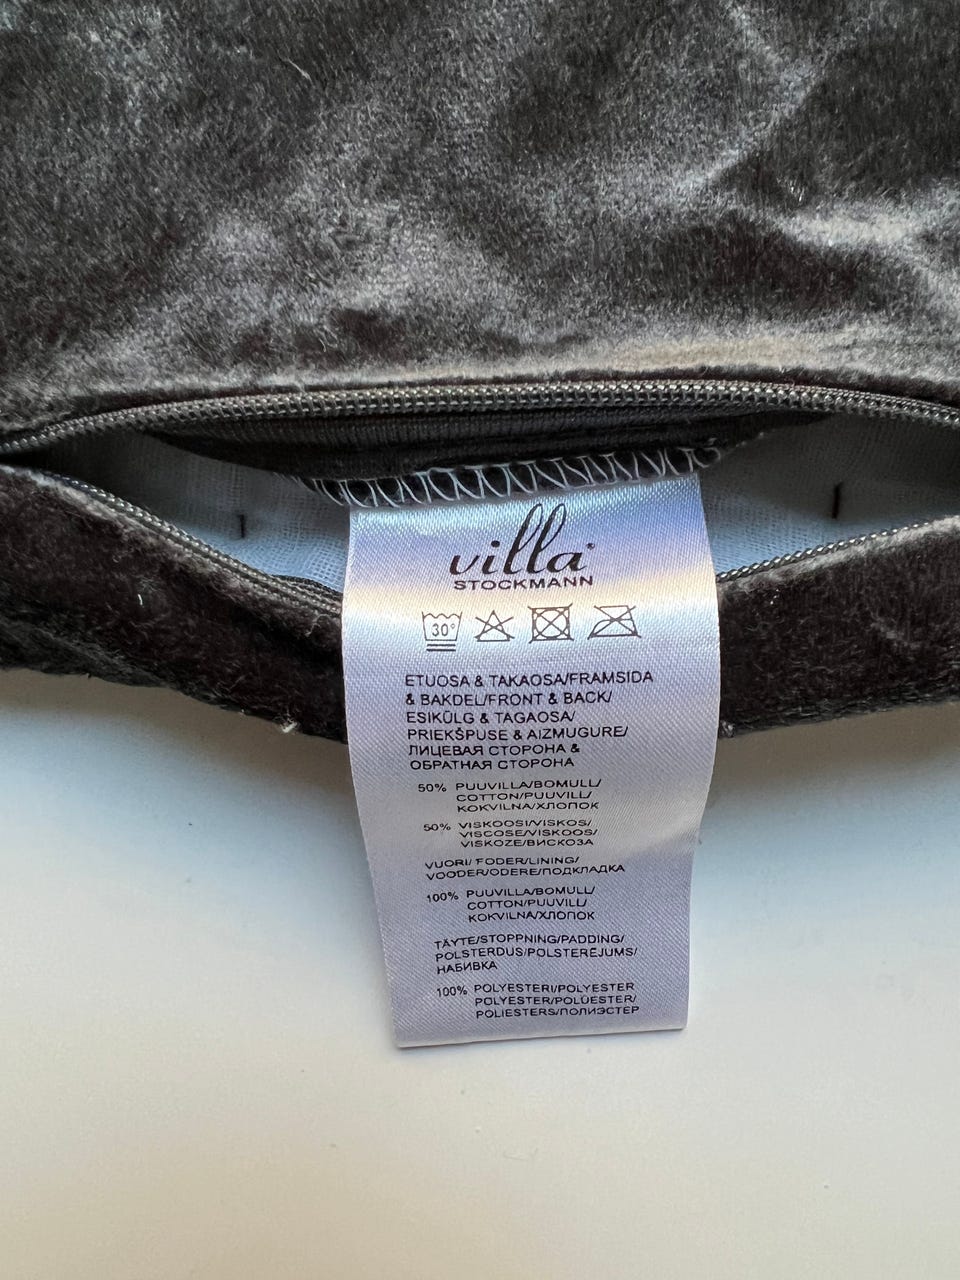 villa®
STOCKMANN
30°
ETUOSA & TAKAOSA/FRAMSIDA
& BAKDEL/FRONT & BACK/
ESIKÜLG & TAGAOSA/
PRIEKŠPUSE & AIZMUGURE/
ЛИЦЕВАЯ СТОРОНА &
ОБРАТНАЯ СТОРОНА
50% PUUVILLA/BOMULL/
COTTON/PUUVILL/
KOKVILNA/ХЛОПОК
50% VISKOOSI/VISKOS/
VISCOSE/VISKOOS/
VISKOZE/ВИСКОЗА
VUORI/FODER/LINING/
VOODER/ODERE/ПОДКЛАДКА
100% PUUVILLA/BOMULL/
COTTON/PUUVILL/
KOKVILNA/ХЛОПОК
TÄYTE/STOPPNING/PADDING/
POLSTERDUS/POLSTERĒJUMS/
НАБИВКА
100% POLYESTERI/POLYESTER
POLYESTER/POLÜESTER/
POLIESTERS/ПОЛИЭСТЕР